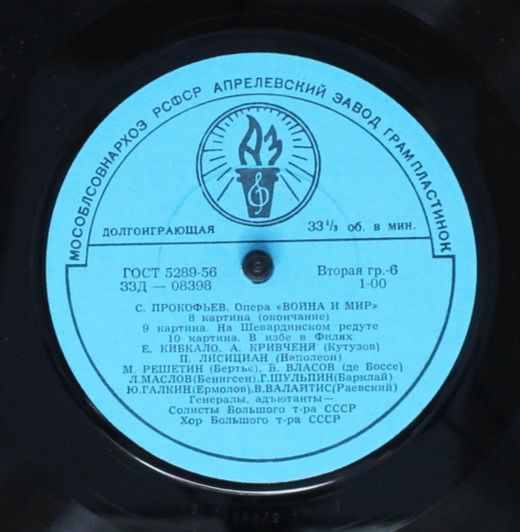 МОСОБЛСОВНАРХОЗ РСФСР АПРЕЛЕВСКИЙ ЗАВОД ГРАМПЛАСТИНОК
АЗ
ДОЛГОИГРАЮЩАЯ 33⅓ об. в мин.
ГОСТ 5289-56 Вторая гр.-6
33Д — 08398 1-00
С. ПРОКОФЬЕВ. Опера «ВОЙНА И МИР»
8 картина (окончание)
9 картина. На Шевардинском редуте
10 картина. В избе в Филях
Е. КИБКАЛО, А. КРИВЧЕНЯ (Кутузов)
П. ЛИСИЦИАН (Наполеон)
М. РЕШЕТИН (Бертье), В. ВЛАСОВ (де Боссе)
Л.МАСЛОВ(Бенигсен),Г.ШУЛЬПИН(Барклай)
Ю.ГАЛКИН(Ермолов),В.ВАЛАЙТИС(Раевский)
Генералы, адъютанты—
Солисты Большого т-ра СССР
Хор Большого т-ра СССР